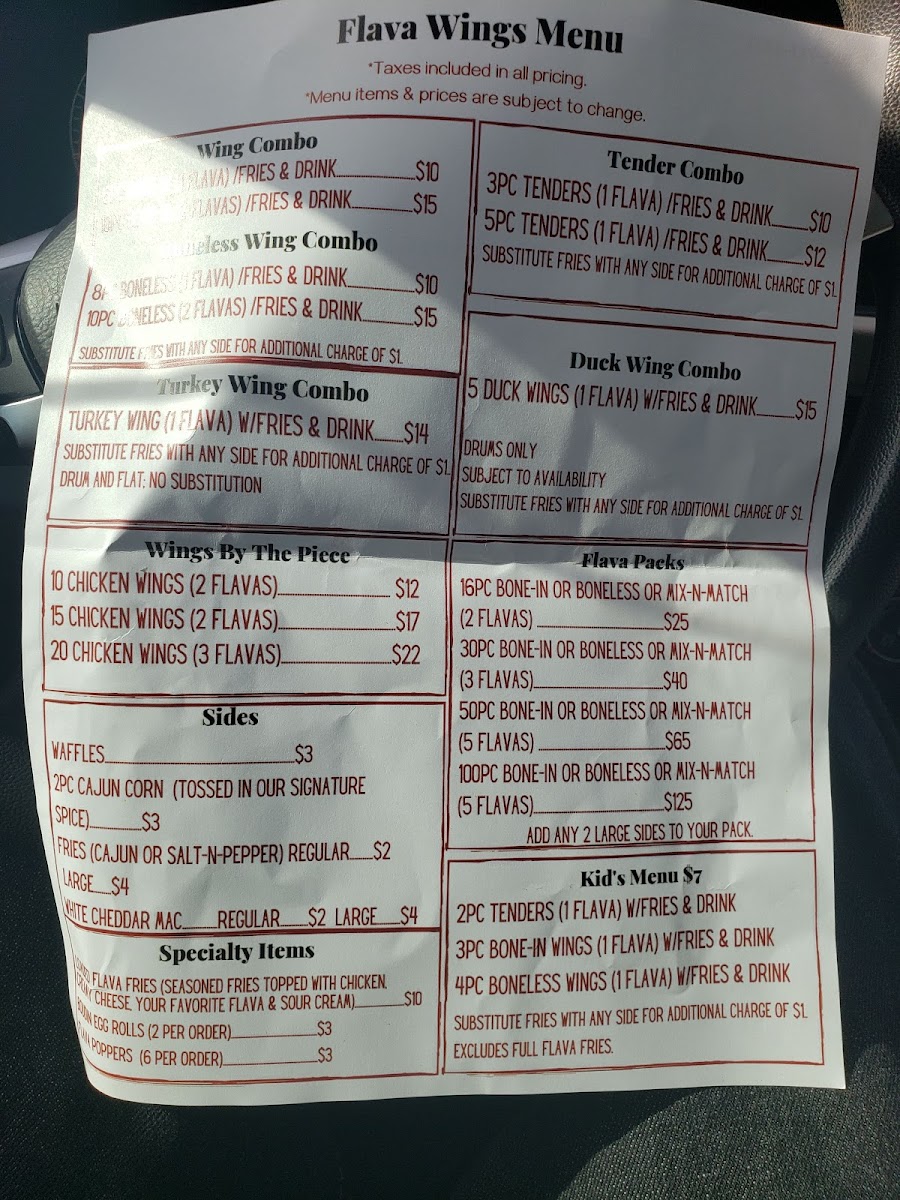 Flava Wings Menu
*Taxes included in all pricing.
*Menu items & prices are subject to change.
Wing Combo
FLAVA) /FRIES & DRINK $10
FLAVAS) /FRIES & DRINK $15
Boneless Wing Combo
BONELESS (1 FLAVA) /FRIES & DRINK $10
10PC BONELESS (2 FLAVAS) /FRIES & DRINK $15
SUBSTITUTE FRIES WITH ANY SIDE FOR ADDITIONAL CHARGE OF $1.
Turkey Wing Combo
TURKEY WING (1 FLAVA) W/FRIES & DRINK $14
SUBSTITUTE FRIES WITH ANY SIDE FOR ADDITIONAL CHARGE OF $1.
DRUM AND FLAT; NO SUBSTITUTION
Wings By The Piece
10 CHICKEN WINGS (2 FLAVAS) $12
15 CHICKEN WINGS (2 FLAVAS) $17
20 CHICKEN WINGS (3 FLAVAS) $22
Sides
WAFFLES $3
2PC CAJUN CORN (TOSSED IN OUR SIGNATURE
SPICE) $3
FRIES (CAJUN OR SALT-N-PEPPER) REGULAR $2
LARGE $4
WHITE CHEDDAR MAC REGULAR $2 LARGE $4
Specialty Items
FLAVA FRIES (SEASONED FRIES TOPPED WITH CHICKEN,
CHEESE, YOUR FAVORITE FLAVA & SOUR CREAM) $10
EGG ROLLS (2 PER ORDER) $3
POPPERS (6 PER ORDER) $3
Tender Combo
3PC TENDERS (1 FLAVA) /FRIES & DRINK $10
5PC TENDERS (1 FLAVA) /FRIES & DRINK $12
SUBSTITUTE FRIES WITH ANY SIDE FOR ADDITIONAL CHARGE OF $1.
Duck Wing Combo
5 DUCK WINGS (1 FLAVA) W/FRIES & DRINK $15
DRUMS ONLY
SUBJECT TO AVAILABILITY
SUBSTITUTE FRIES WITH ANY SIDE FOR ADDITIONAL CHARGE OF $1.
Flava Packs
16PC BONE-IN OR BONELESS OR MIX-N-MATCH
(2 FLAVAS) $25
30PC BONE-IN OR BONELESS OR MIX-N-MATCH
(3 FLAVAS) $40
50PC BONE-IN OR BONELESS OR MIX-N-MATCH
(5 FLAVAS) $65
100PC BONE-IN OR BONELESS OR MIX-N-MATCH
(5 FLAVAS) $125
ADD ANY 2 LARGE SIDES TO YOUR PACK.
Kid's Menu $7
2PC TENDERS (1 FLAVA) W/FRIES & DRINK
3PC BONE-IN WINGS (1 FLAVA) W/FRIES & DRINK
4PC BONELESS WINGS (1 FLAVA) W/FRIES & DRINK
SUBSTITUTE FRIES WITH ANY SIDE FOR ADDITIONAL CHARGE OF $1.
EXCLUDES FULL FLAVA FRIES.